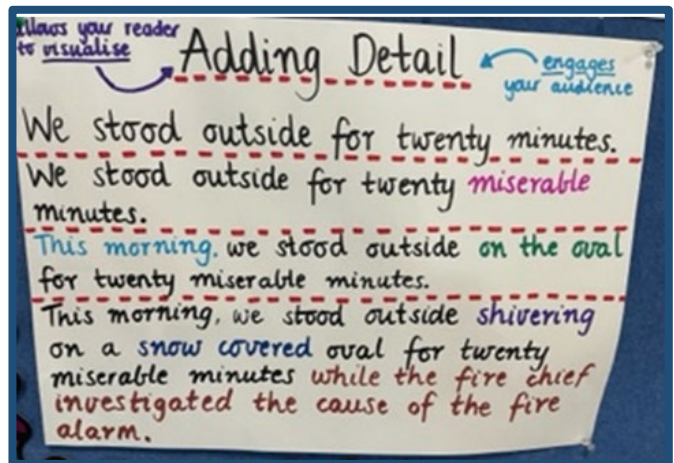 allows your reader
to visualise
Adding Detail
engages
your audience
We stood outside for twenty minutes.
We stood outside for twenty miserable
minutes.
This morning, we stood outside on the oval
for twenty miserable minutes.
This morning, we stood outside shivering
on a snow covered oval for twenty
miserable minutes while the fire chief
investigated the cause of the fire
alarm.